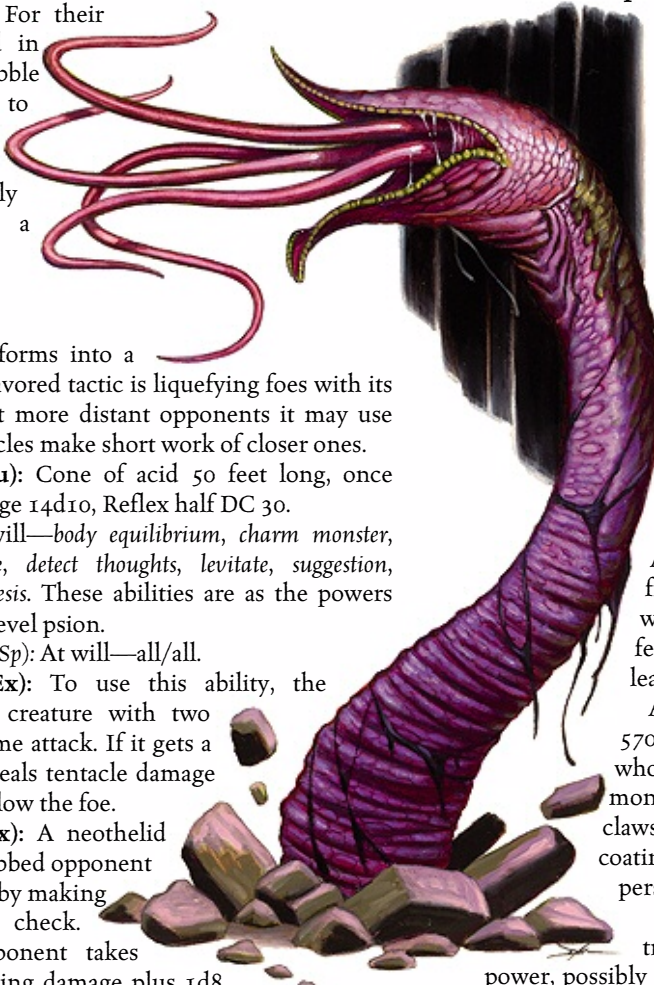 For their
in
bble
to
ly
a
forms into a
vored tactic is liquefying foes with its
t more distant opponents it may use
cles make short work of closer ones.
u): Cone of acid 50 feet long, once
ge 14d10, Reflex half DC 30.
will—body equilibrium, charm monster,
e, detect thoughts, levitate, suggestion,
esis. These abilities are as the powers
evel psion.
Sp): At will—all/all.
Ex): To use this ability, the
creature with two
me attack. If it gets a
eals tentacle damage
low the foe.
x): A neothelid
bbed opponent
by making
check.
ponent takes
ing damage plus 1d8
f
w
fe
lea
570
who
mon
claws
coatin
pers
tr
power, possibly